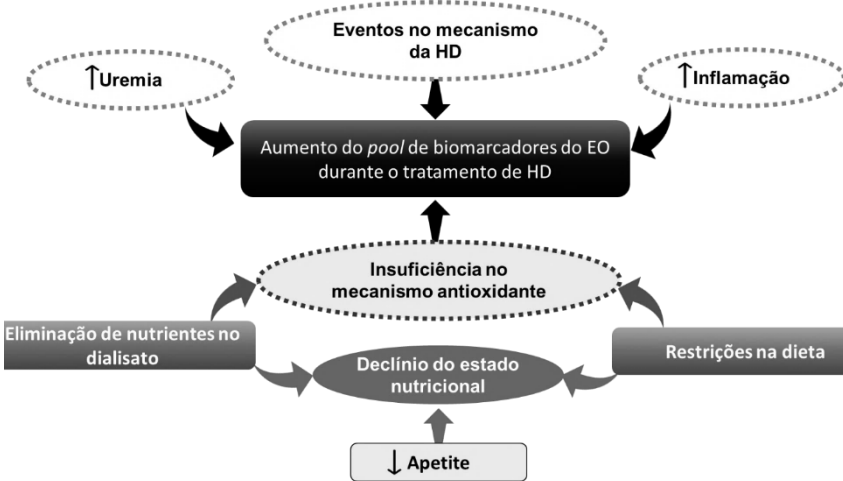 Eventos no mecanismo
da HD
↑Uremia
↑Inflamação
Aumento do pool de biomarcadores do EO
durante o tratamento de HD
Insuficiência no
mecanismo antioxidante
Eliminação de nutrientes no
dialisato
Restrições na dieta
Declínio do estado
nutricional
↓ Apetite